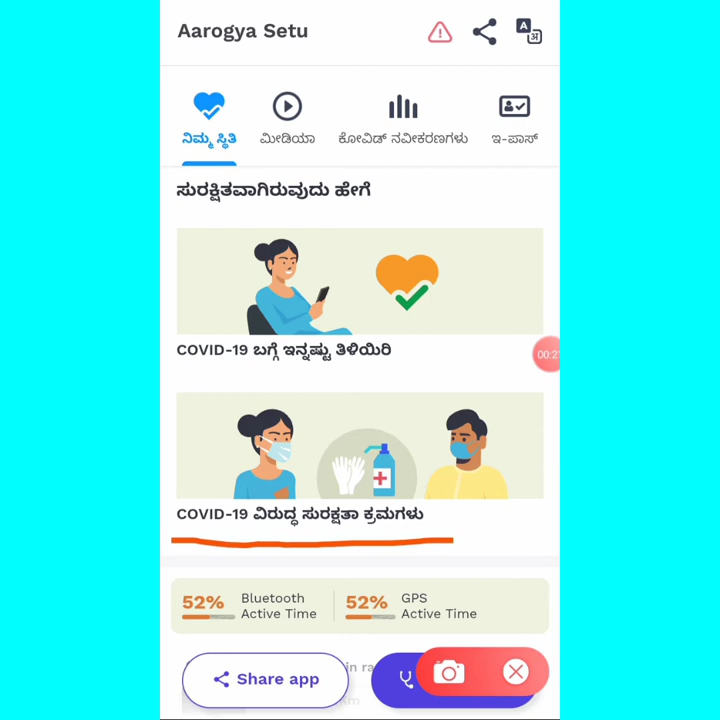 Aarogya Setu
A
अ
ನಿಮ್ಮ ಸ್ಥಿತಿ
ಮೀಡಿಯಾ
ಕೋವಿಡ್ ನವೀಕರಣಗಳು
ಇ-ಪಾಸ್
ಸುರಕ್ಷಿತವಾಗಿರುವುದು ಹೇಗೆ
COVID-19 ಬಗ್ಗೆ ಇನ್ನಷ್ಟು ತಿಳಿಯಿರಿ
COVID-19 ವಿರುದ್ಧ ಸುರಕ್ಷತಾ ಕ್ರಮಗಳು
52% Bluetooth Active Time
52% GPS Active Time
Share app